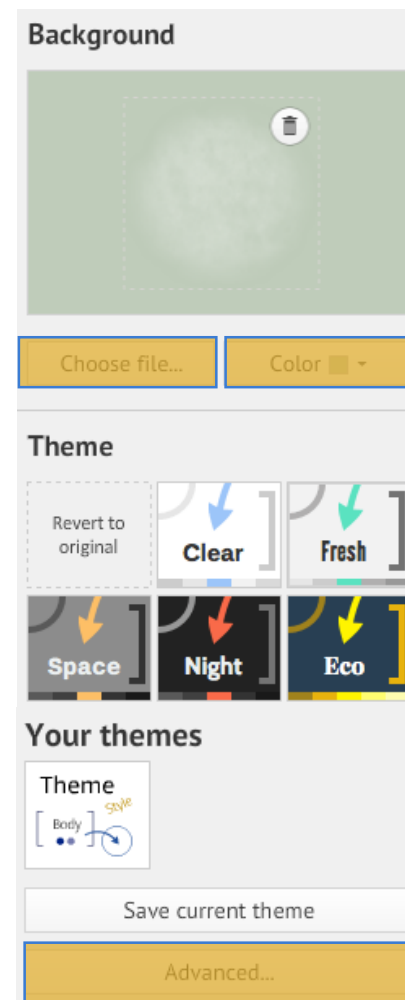 Background
Choose file... Color
Theme
Revert to
original
Clear
Fresh
Space
Night
Eco
Your themes
Theme
Style
Body
Save current theme
Advanced...